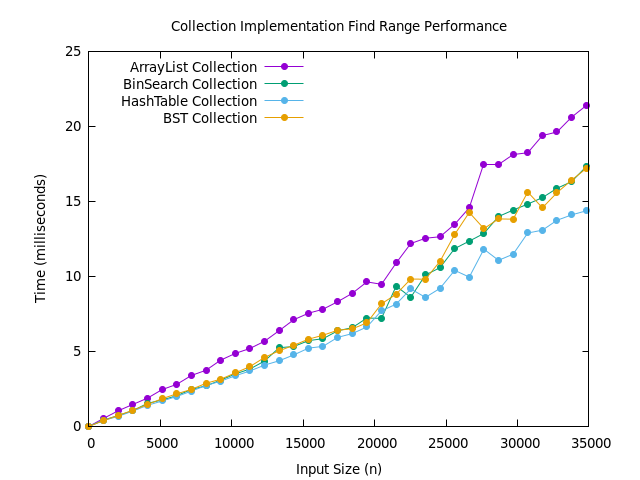 Collection Implementation Find Range Performance
25
20
15
10
5
0
Time (milliseconds)
ArrayList Collection
BinSearch Collection
HashTable Collection
BST Collection
0 5000 10000 15000 20000 25000 30000 35000
Input Size (n)